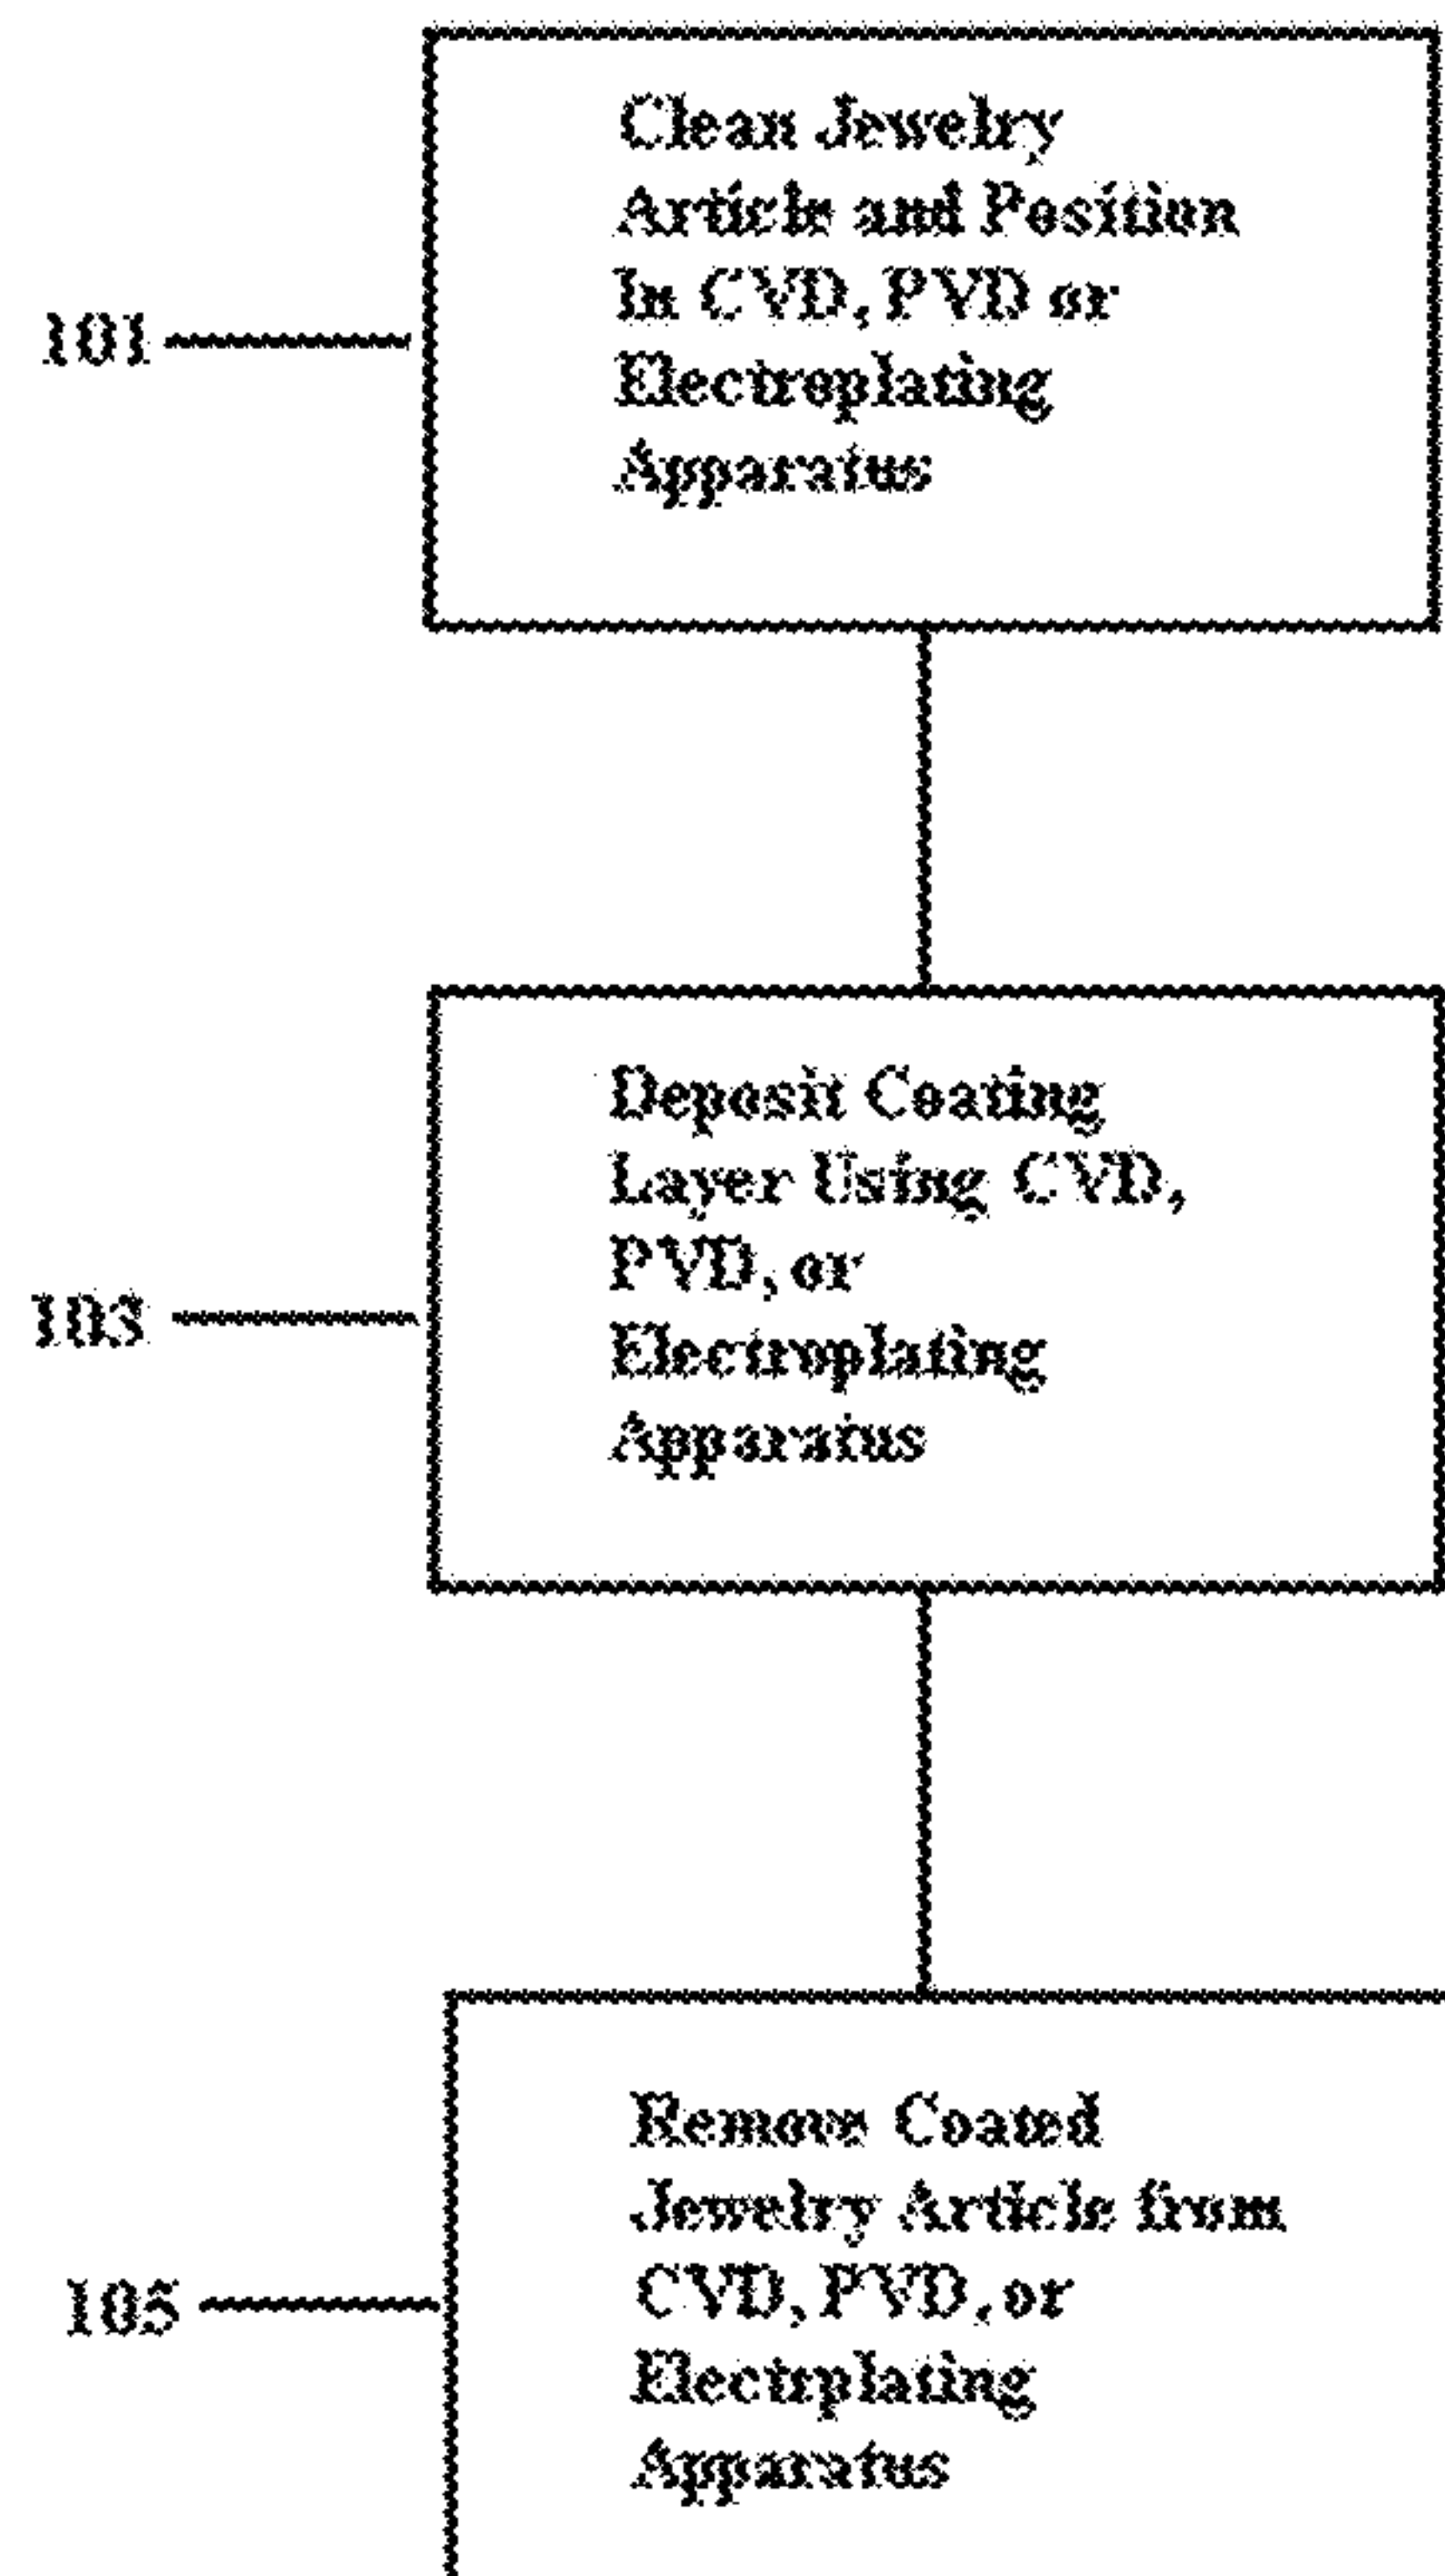 Clean Jewelry
Article and Position
In CVD, PVD or
101
Electroplating
Apparatus
Deposit Coating
Layer Using CVD,
PVD, or
103
Electroplating
Apparatus
Remove Coated
Jewelry Article from
CVD, PVD, or
105
Electrplating
Apparatus